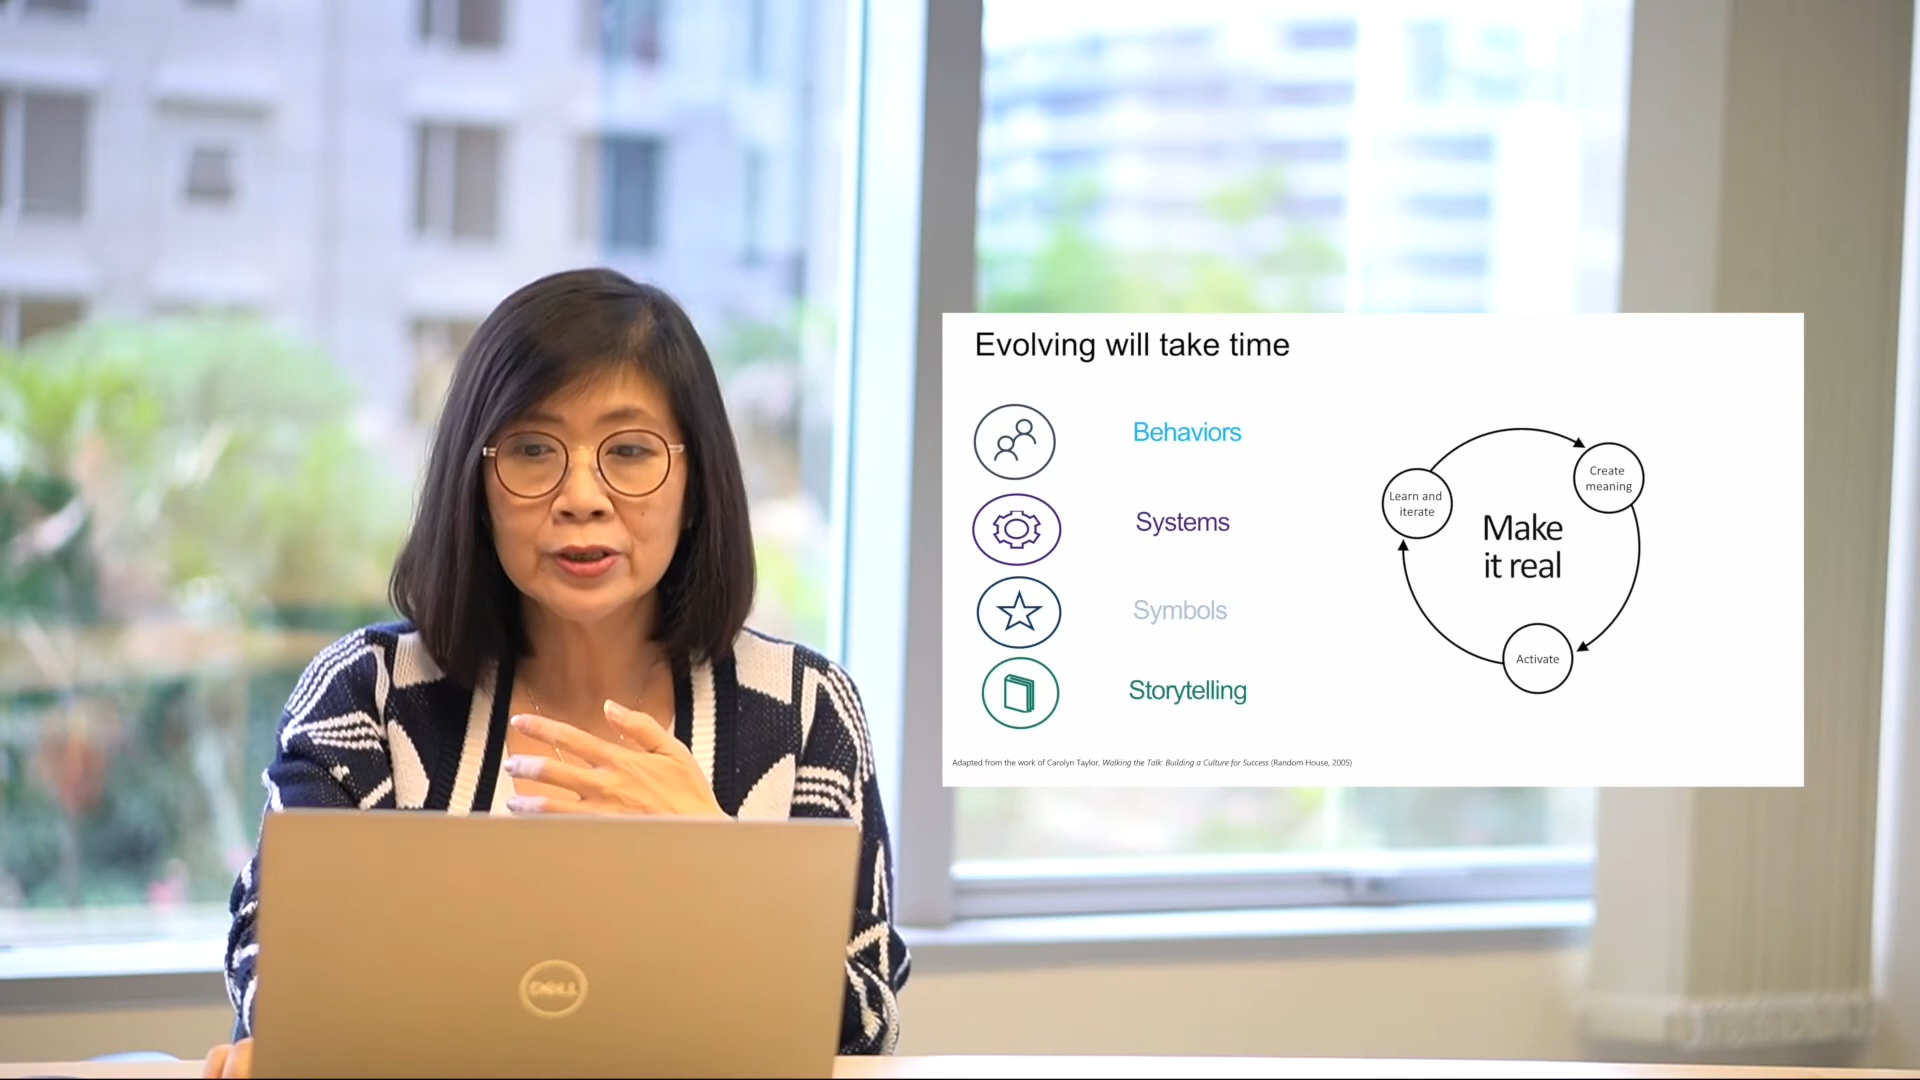 Evolving will take time
Behaviors
Systems
Symbols
Storytelling
Learn and
iterate
Create
meaning
Make
it real
Activate
Adapted from the work of Carolyn Taylor, Walking the Talk: Building a Culture for Success (Random House, 2005)
DELL